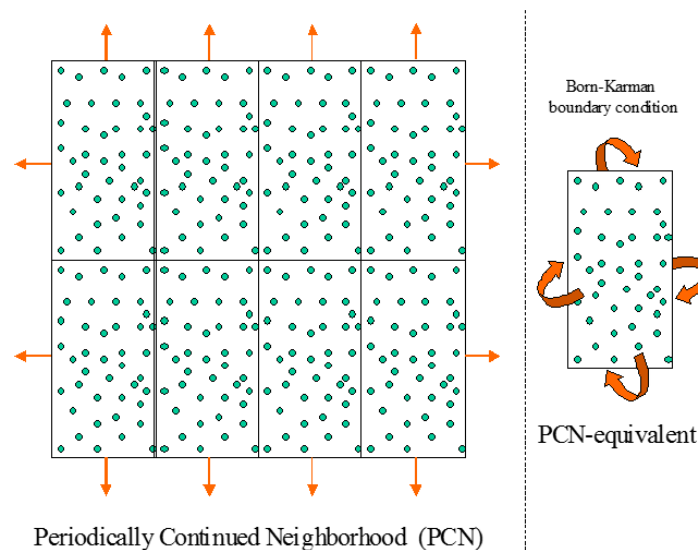 Born-Karman
boundary condition
PCN-equivalent
Periodically Continued Neighborhood (PCN)